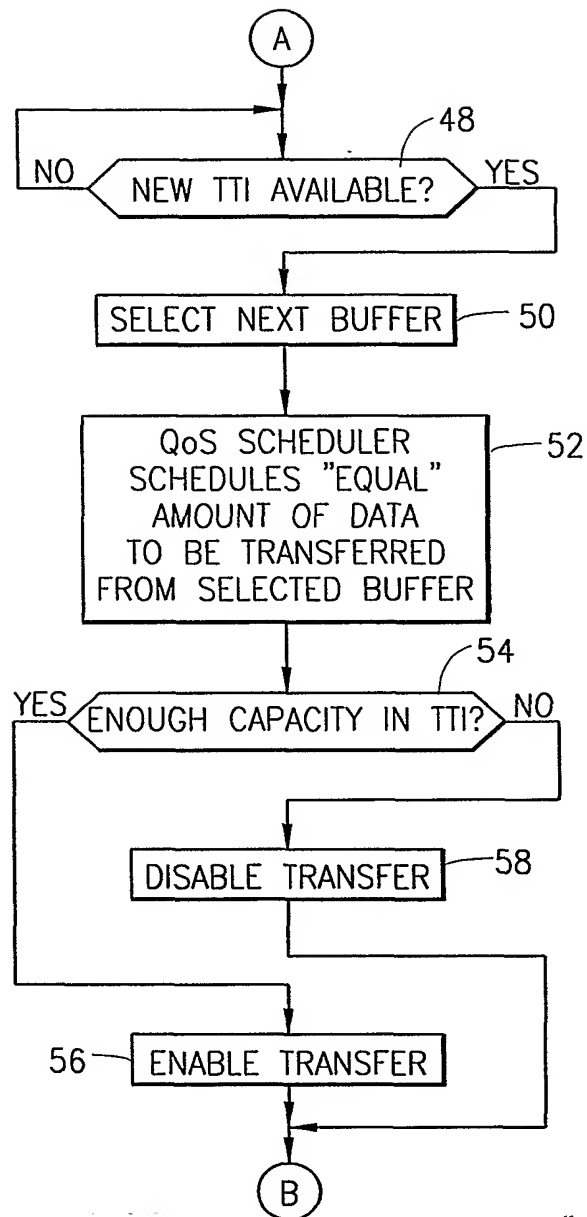 A
48
NO
NEW TTI AVAILABLE?
YES
SELECT NEXT BUFFER
50
QoS SCHEDULER
SCHEDULES "EQUAL"
AMOUNT OF DATA
TO BE TRANSFERRED
FROM SELECTED BUFFER
52
54
YES
ENOUGH CAPACITY IN TTI?
NO
DISABLE TRANSFER
58
56
ENABLE TRANSFER
B